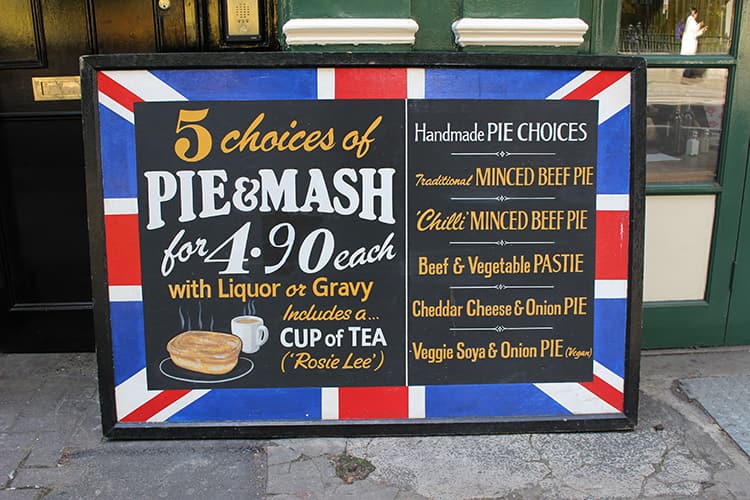 5 choices of
PIE & MASH
for 4·90 each
with Liquor or Gravy
Includes a...
CUP of TEA
('Rosie Lee')
Handmade PIE CHOICES
Traditional MINCED BEEF PIE
'Chilli' MINCED BEEF PIE
Beef & Vegetable PASTIE
Cheddar Cheese & Onion PIE
Veggie Soya & Onion PIE (Vegan)